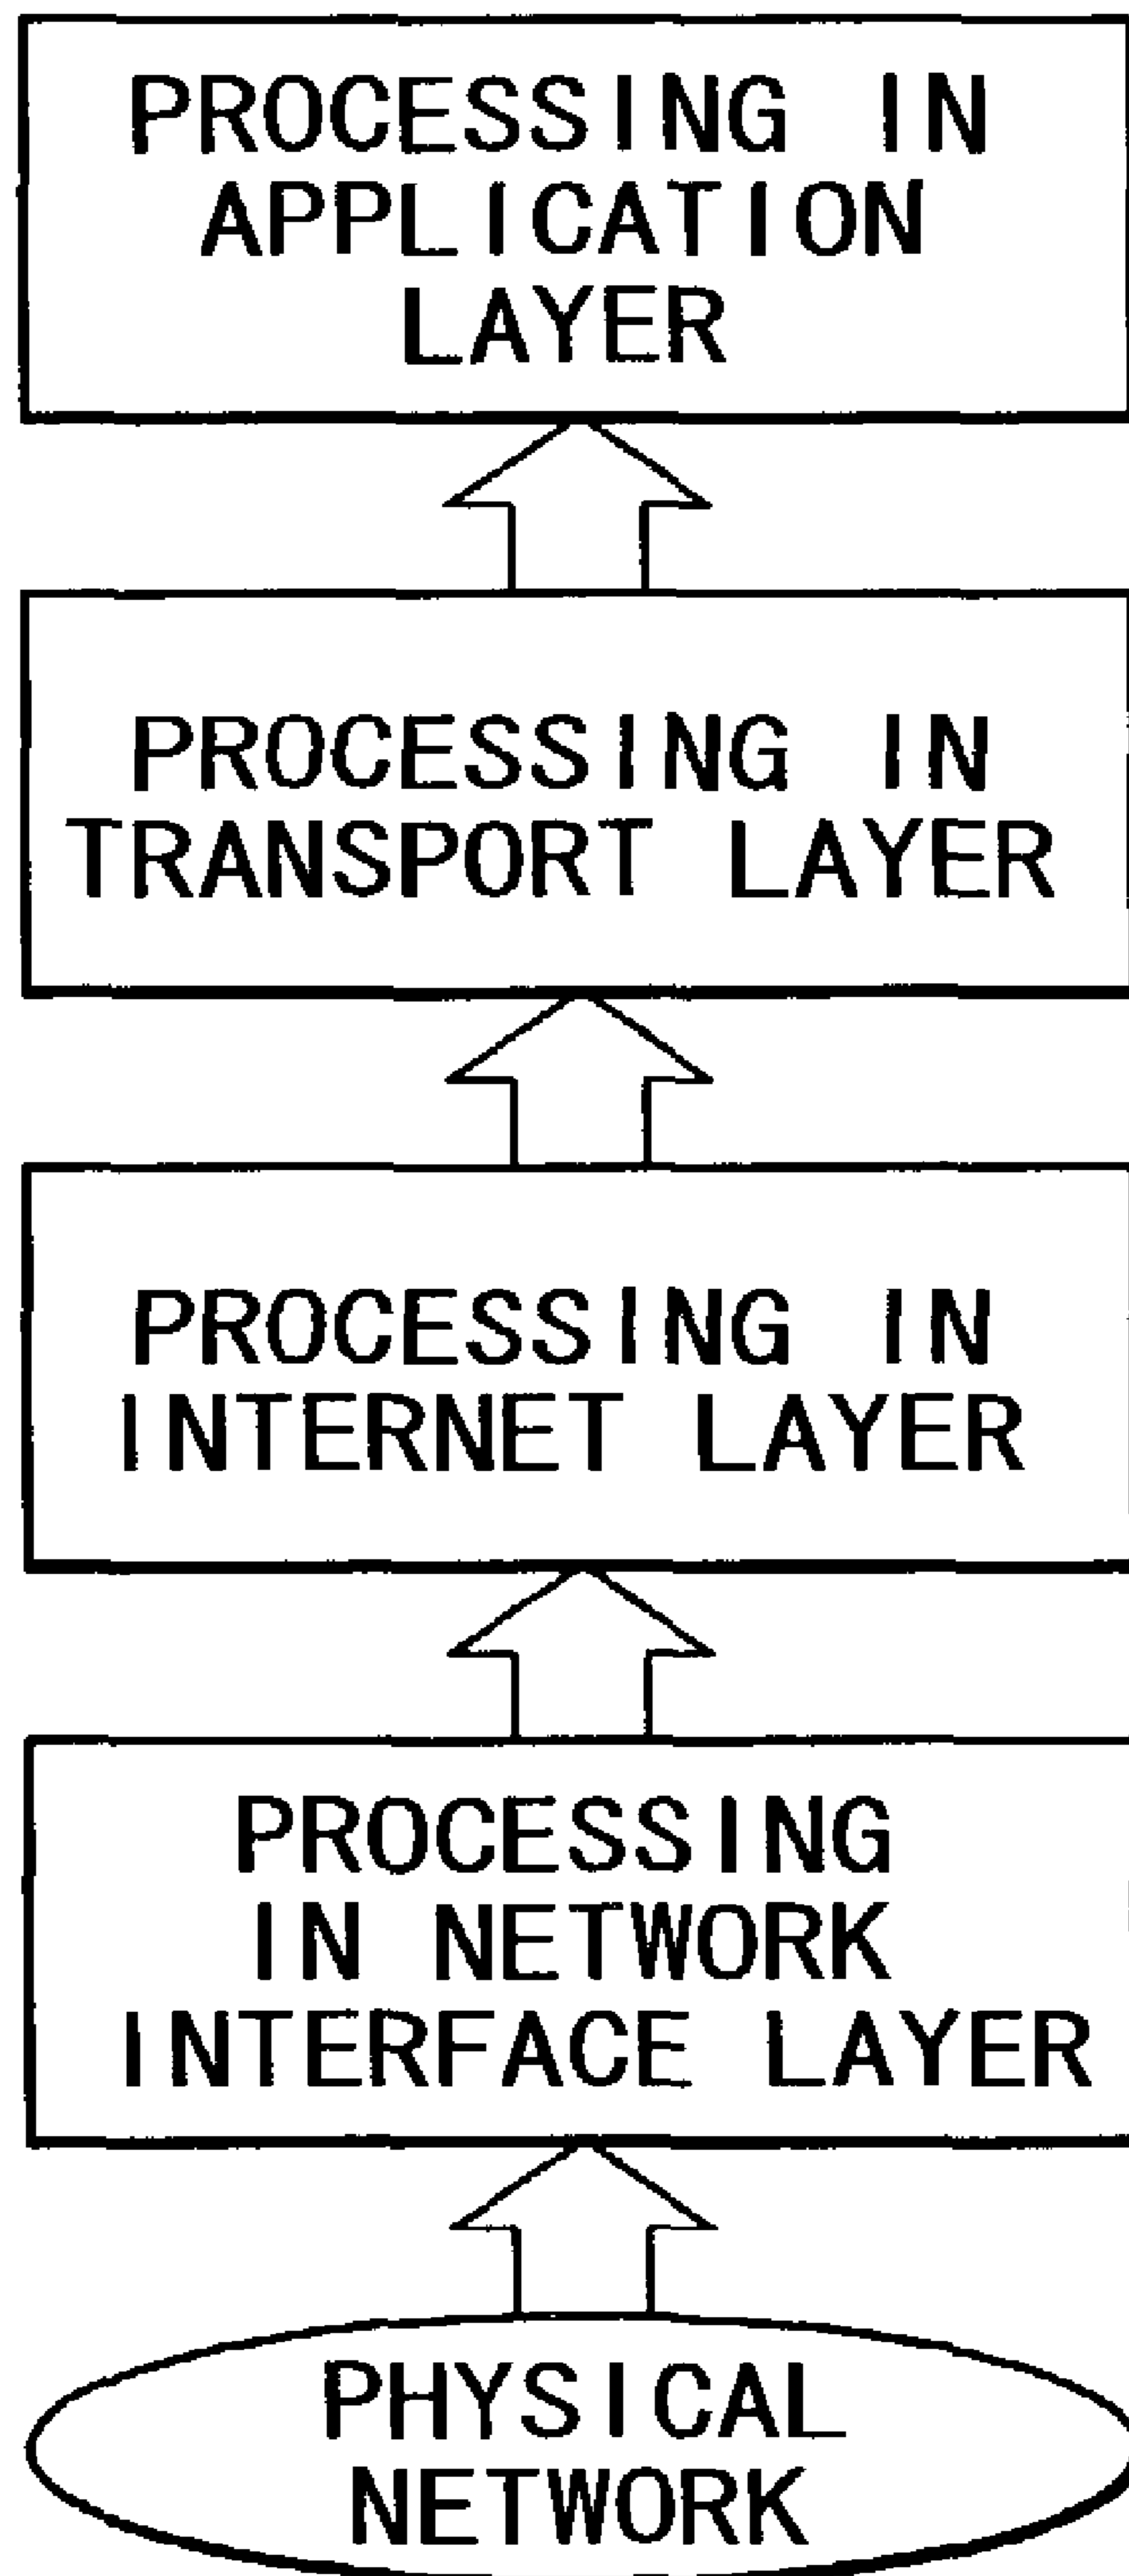 PROCESSING IN
APPLICATION
LAYER
PROCESSING IN
TRANSPORT LAYER
PROCESSING IN
INTERNET LAYER
PROCESSING
IN NETWORK
INTERFACE LAYER
PHYSICAL
NETWORK